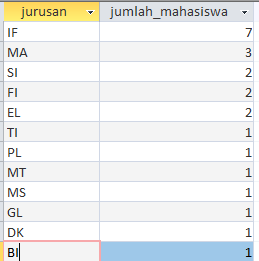 jurusan jumlah_mahasiswa
IF 7
MA 3
SI 2
FI 2
EL 2
TI 1
PL 1
MT 1
MS 1
GL 1
DK 1
BI 1